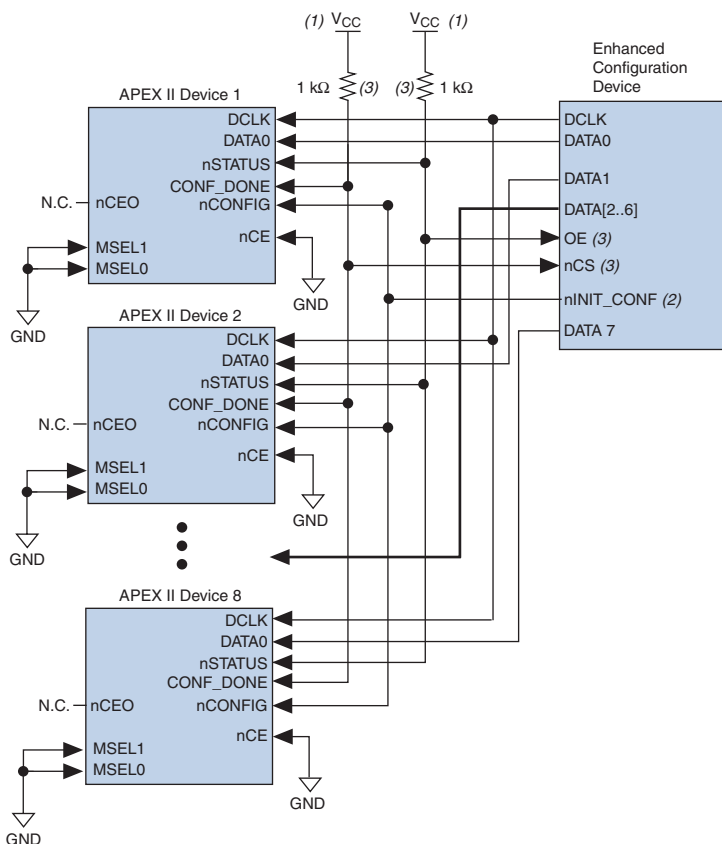 (1) VCC VCC (1)
1 kΩ (3) (3) 1 kΩ
Enhanced
Configuration
Device
DCLK
DATA0
DATA1
DATA[2..6]
OE (3)
nCS (3)
nINIT_CONF (2)
DATA 7
APEX II Device 1
DCLK
DATA0
nSTATUS
CONF_DONE
N.C. nCEO
nCONFIG
nCE
MSEL1
MSEL0
GND
GND
APEX II Device 2
DCLK
DATA0
nSTATUS
CONF_DONE
N.C. nCEO
nCONFIG
nCE
MSEL1
MSEL0
GND
GND
APEX II Device 8
DCLK
DATA0
nSTATUS
CONF_DONE
N.C. nCEO
nCONFIG
nCE
MSEL1
MSEL0
GND
GND